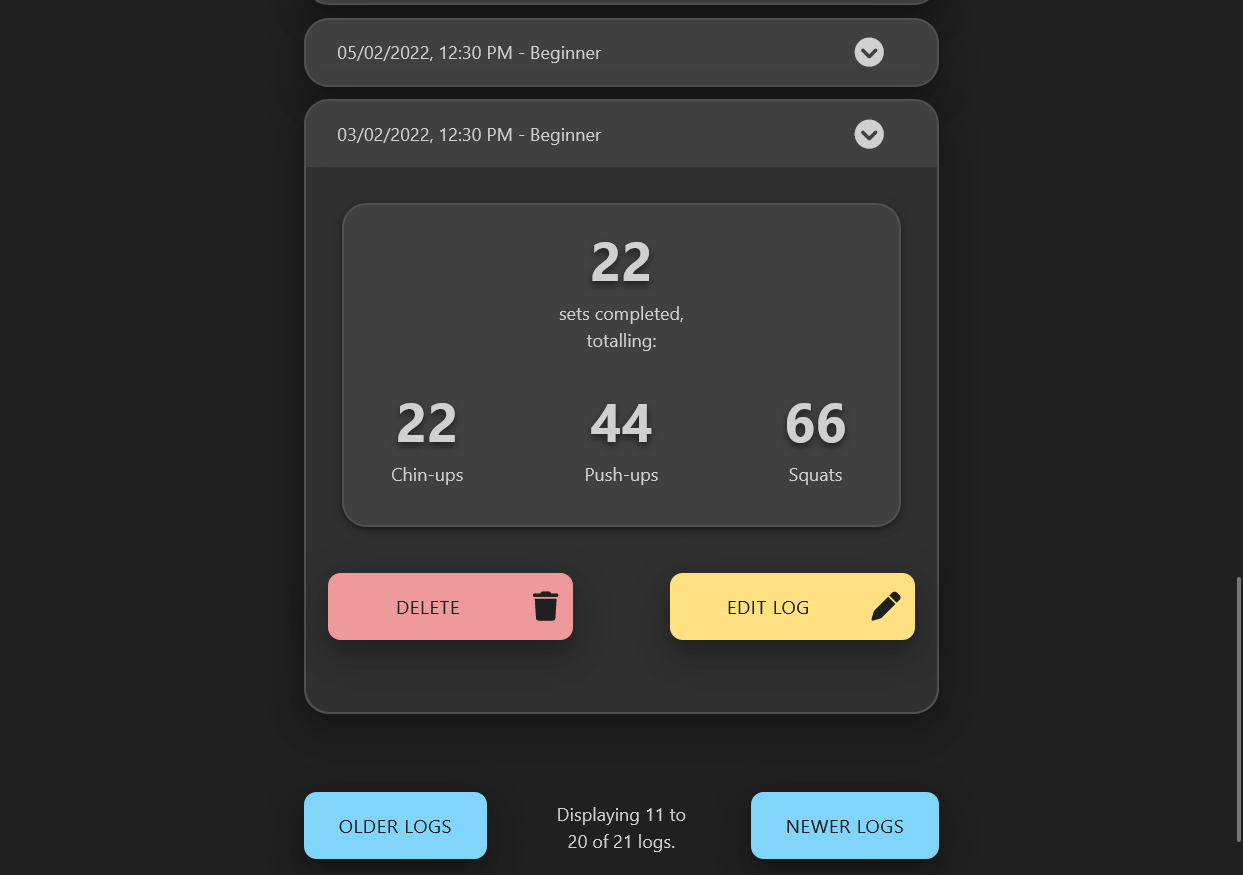 05/02/2022, 12:30 PM - Beginner
03/02/2022, 12:30 PM - Beginner
22
sets completed,
totalling:
22 44 66
Chin-ups Push-ups Squats
DELETE EDIT LOG
OLDER LOGS
Displaying 11 to
20 of 21 logs.
NEWER LOGS